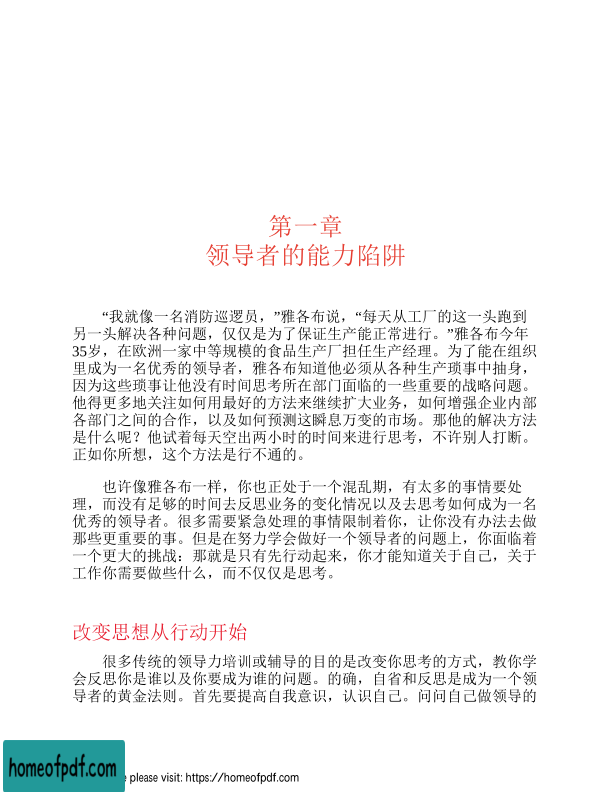 第一章
领导者的能力陷阱
“我就像一名消防巡逻员，”雅各布说，“每天从工厂的这一头跑到
另一头解决各种问题，仅仅是为了保证生产能正常进行。”雅各布今年
35岁，在欧洲一家中等规模的食品生产厂担任生产经理。为了能在组织
里成为一名优秀的领导者，雅各布知道他必须从各种生产琐事中抽身，
因为这些琐事让他没有时间思考所在部门面临的一些重要的战略问题。
他得更多地关注如何用最好的方法来继续扩大业务，如何增强企业内部
各部门之间的合作，以及如何预测这瞬息万变的市场。那他的解决方法
是什么呢？他试着每天空出两小时的时间来进行思考，不许别人打断。
正如你所想，这个方法是行不通的。
也许像雅各布一样，你也正处于一个混乱期，有太多的事情要处
理，而没有足够的时间去反思业务的变化情况以及去思考如何成为一名
优秀的领导者。很多需要紧急处理的事情限制着你，让你没有办法去做
那些更重要的事。但是在努力学会做好一个领导者的问题上，你面临着
一个更大的挑战：那就是只有先行动起来，你才能知道关于自己，关于
工作你需要做些什么，而不仅仅是思考。
改变思想从行动开始
很多传统的领导力培训或辅导的目的是改变你思考的方式，教你学
会反思你是谁以及你要成为谁的问题。的确，自省和反思是成为一个领
导者的黄金法则。首先要提高自我意识，认识自己。问问自己做领导的
homeofpdf.com
please visit: https://homeofpdf.com